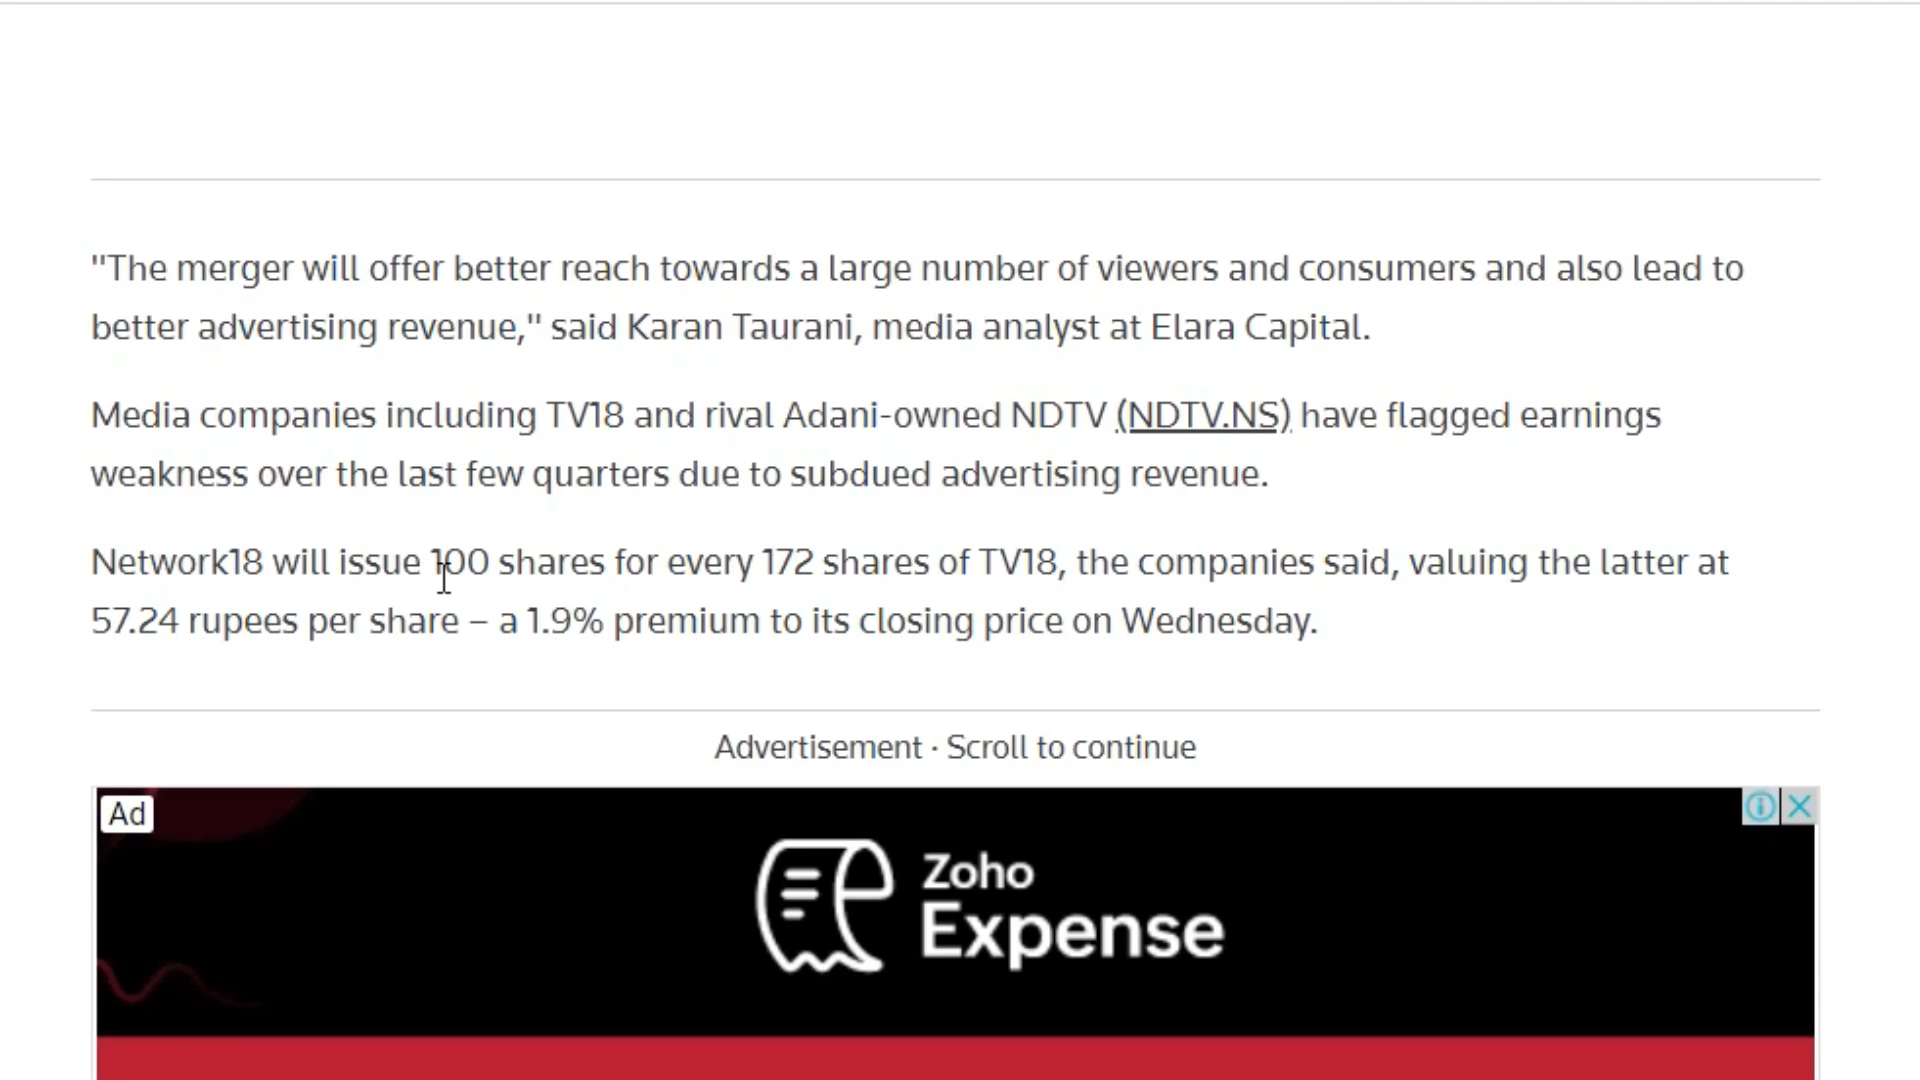 "The merger will offer better reach towards a large number of viewers and consumers and also lead to
better advertising revenue," said Karan Taurani, media analyst at Elara Capital.
Media companies including TV18 and rival Adani-owned NDTV (NDTV.NS) have flagged earnings
weakness over the last few quarters due to subdued advertising revenue.
Network18 will issue 100 shares for every 172 shares of TV18, the companies said, valuing the latter at
57.24 rupees per share – a 1.9% premium to its closing price on Wednesday.
Advertisement · Scroll to continue
Ad
Zoho
Expense